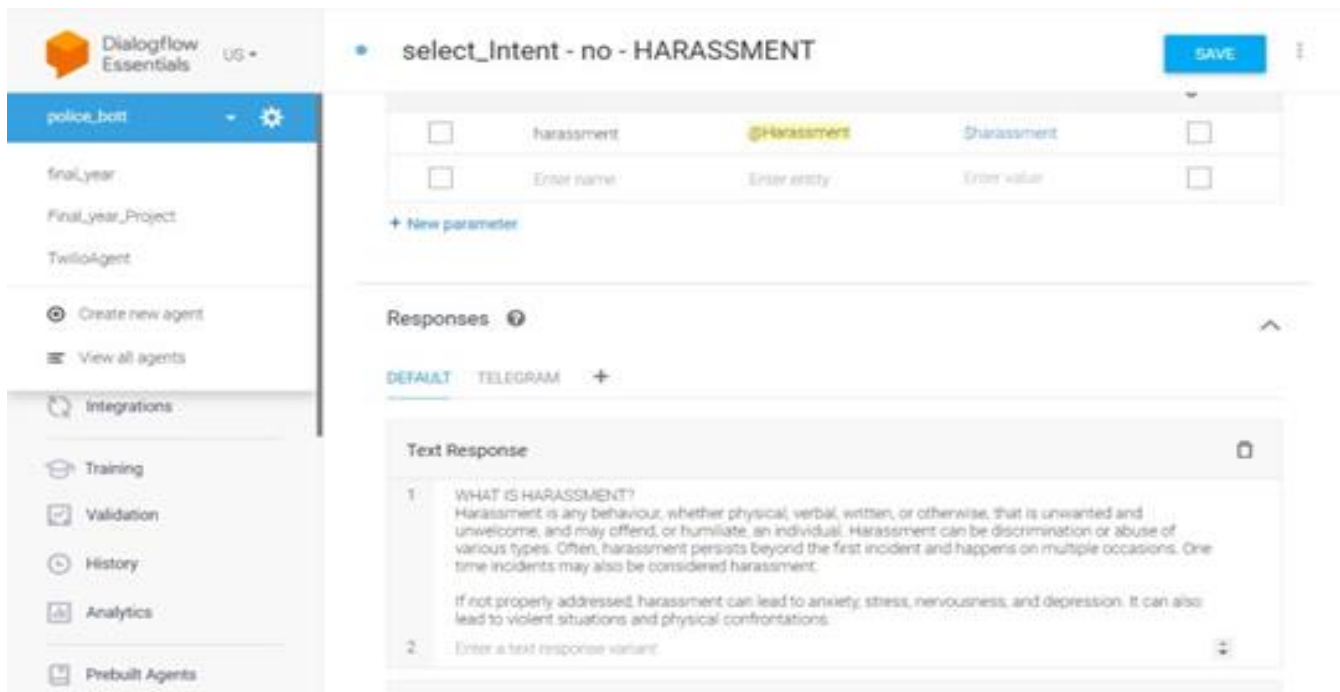 Dialogflow
Essentials
US
select_Intent - no - HARASSMENT
SAVE
police_bott
final_year
Final_year_Project
TwilioAgent
Create new agent
View all agents
Integrations
Training
Validation
History
Analytics
Prebuilt Agents
harassment @Harassment $harassment
Enter name Enter entity Enter value
+ New parameter
Responses
DEFAULT TELEGRAM +
Text Response
1 WHAT IS HARASSMENT?
Harassment is any behaviour, whether physical, verbal, written, or otherwise, that is unwanted and
unwelcome, and may offend, or humiliate, an individual. Harassment can be discrimination or abuse of
various types. Often, harassment persists beyond the first incident and happens on multiple occasions. One
time incidents may also be considered harassment.
If not properly addressed, harassment can lead to anxiety, stress, nervousness, and depression. It can also
lead to violent situations and physical confrontations.
2 Enter a text response variant